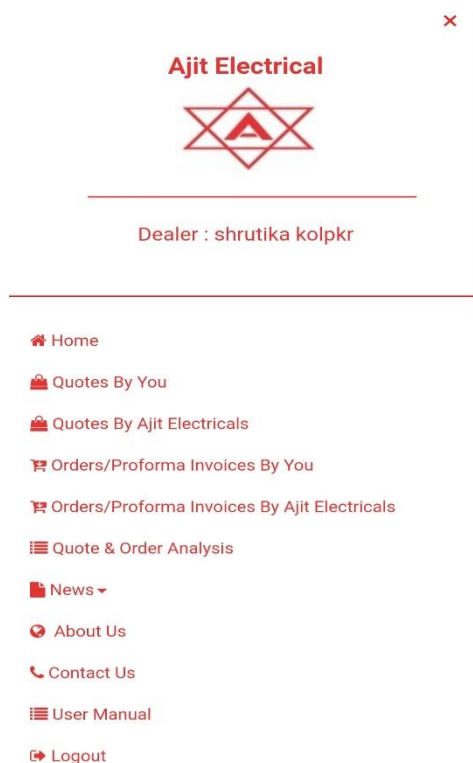 ×
Ajit Electrical
A
Dealer : shrutika kolpkr
Home
Quotes By You
Quotes By Ajit Electricals
Orders/Proforma Invoices By You
Orders/Proforma Invoices By Ajit Electricals
Quote & Order Analysis
News
About Us
Contact Us
User Manual
Logout